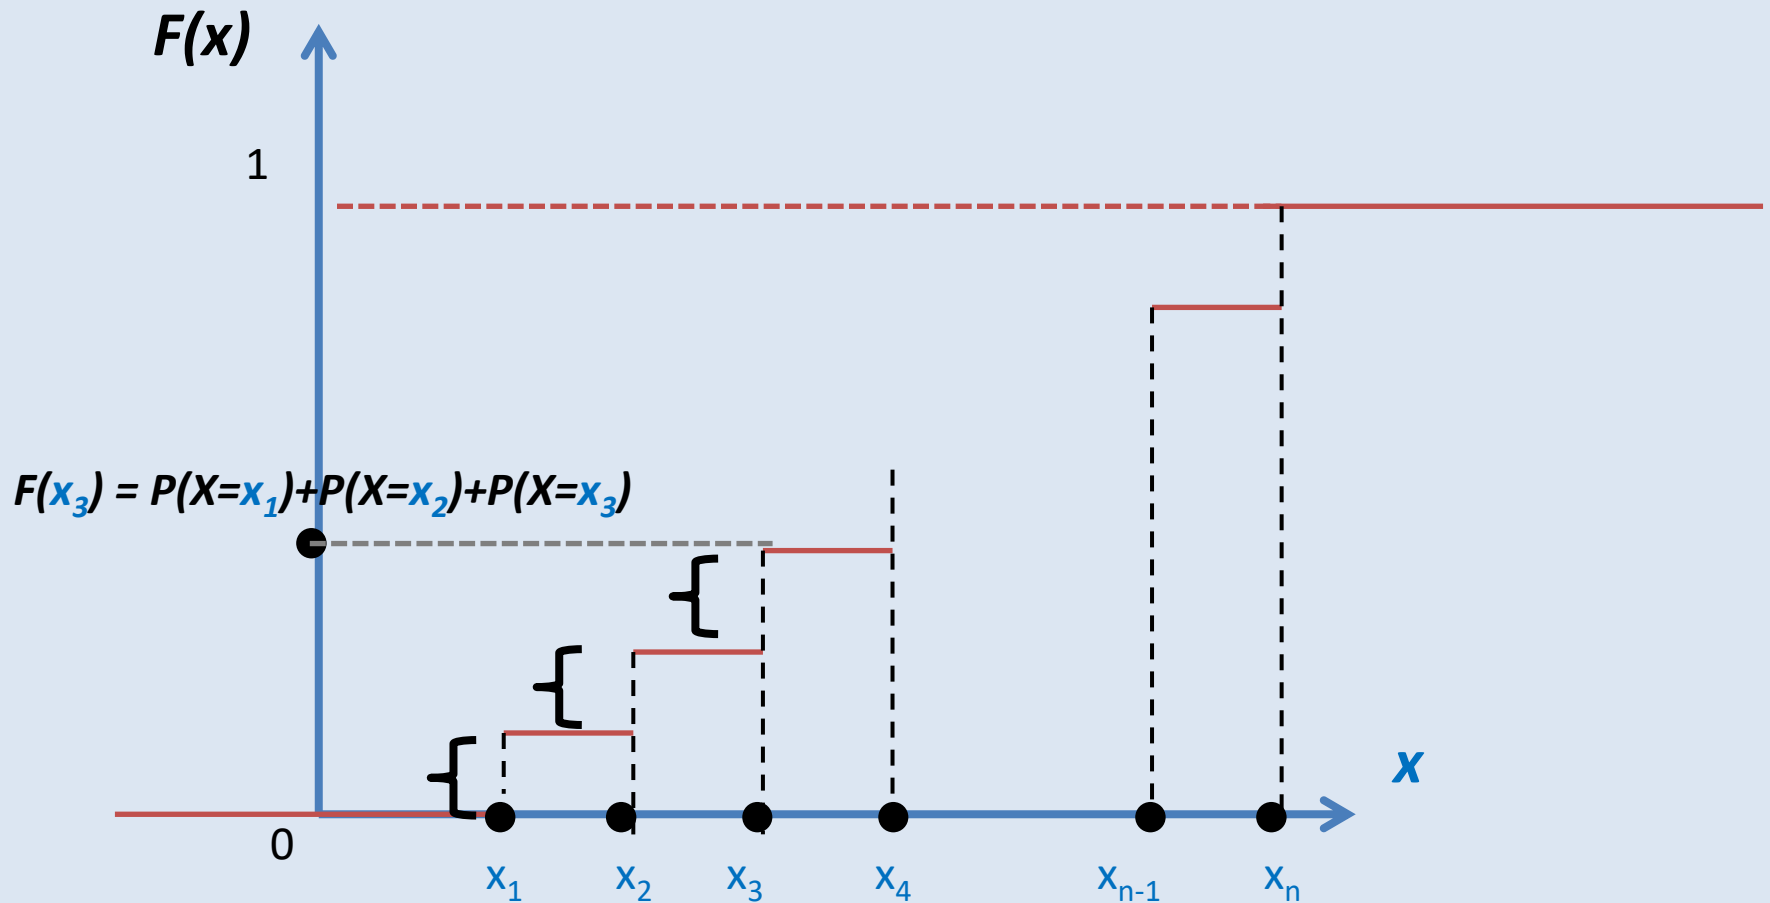 F(x)
1
F(x₃) = P(X=x₁)+P(X=x₂)+P(X=x₃)
x
0
x₁ x₂ x₃ x₄ xₙ₋₁ xₙ